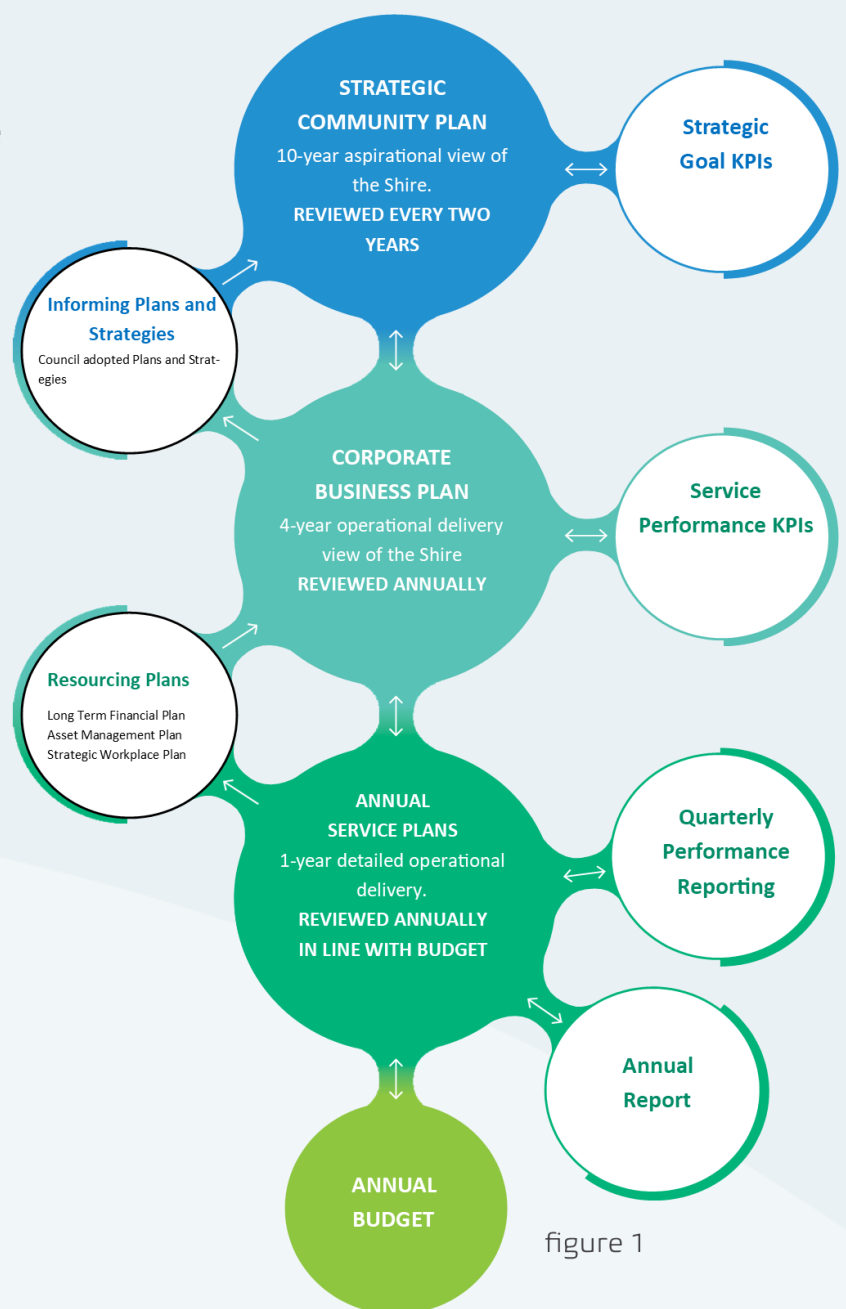 STRATEGIC
COMMUNITY PLAN
10-year aspirational view of
the Shire.
REVIEWED EVERY TWO
YEARS
Strategic
Goal KPIs
Informing Plans and
Strategies
Council adopted Plans and Strat-
egies
CORPORATE
BUSINESS PLAN
4-year operational delivery
view of the Shire
REVIEWED ANNUALLY
Service
Performance KPIs
Resourcing Plans
Long Term Financial Plan
Asset Management Plan
Strategic Workplace Plan
ANNUAL
SERVICE PLANS
1-year detailed operational
delivery.
REVIEWED ANNUALLY
IN LINE WITH BUDGET
Quarterly
Performance
Reporting
Annual
Report
ANNUAL
BUDGET
figure 1